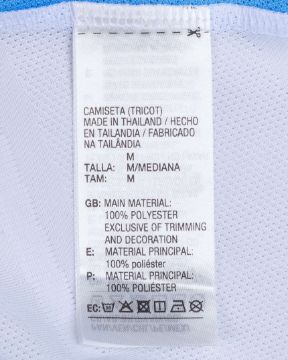 CAMISETA (TRICOT)
MADE IN THAILAND / HECHO
EN TAILANDIA / FABRICADO
NA TAILÂNDIA
M
TALLA: M/MEDIANA
TAM: M
GB: MAIN MATERIAL:
100% POLYESTER
EXCLUSIVE OF TRIMMING
AND DECORATION
E: MATERIAL PRINCIPAL:
100% poliéster
P: MATERIAL PRINCIPAL:
100% poliéster
EC: